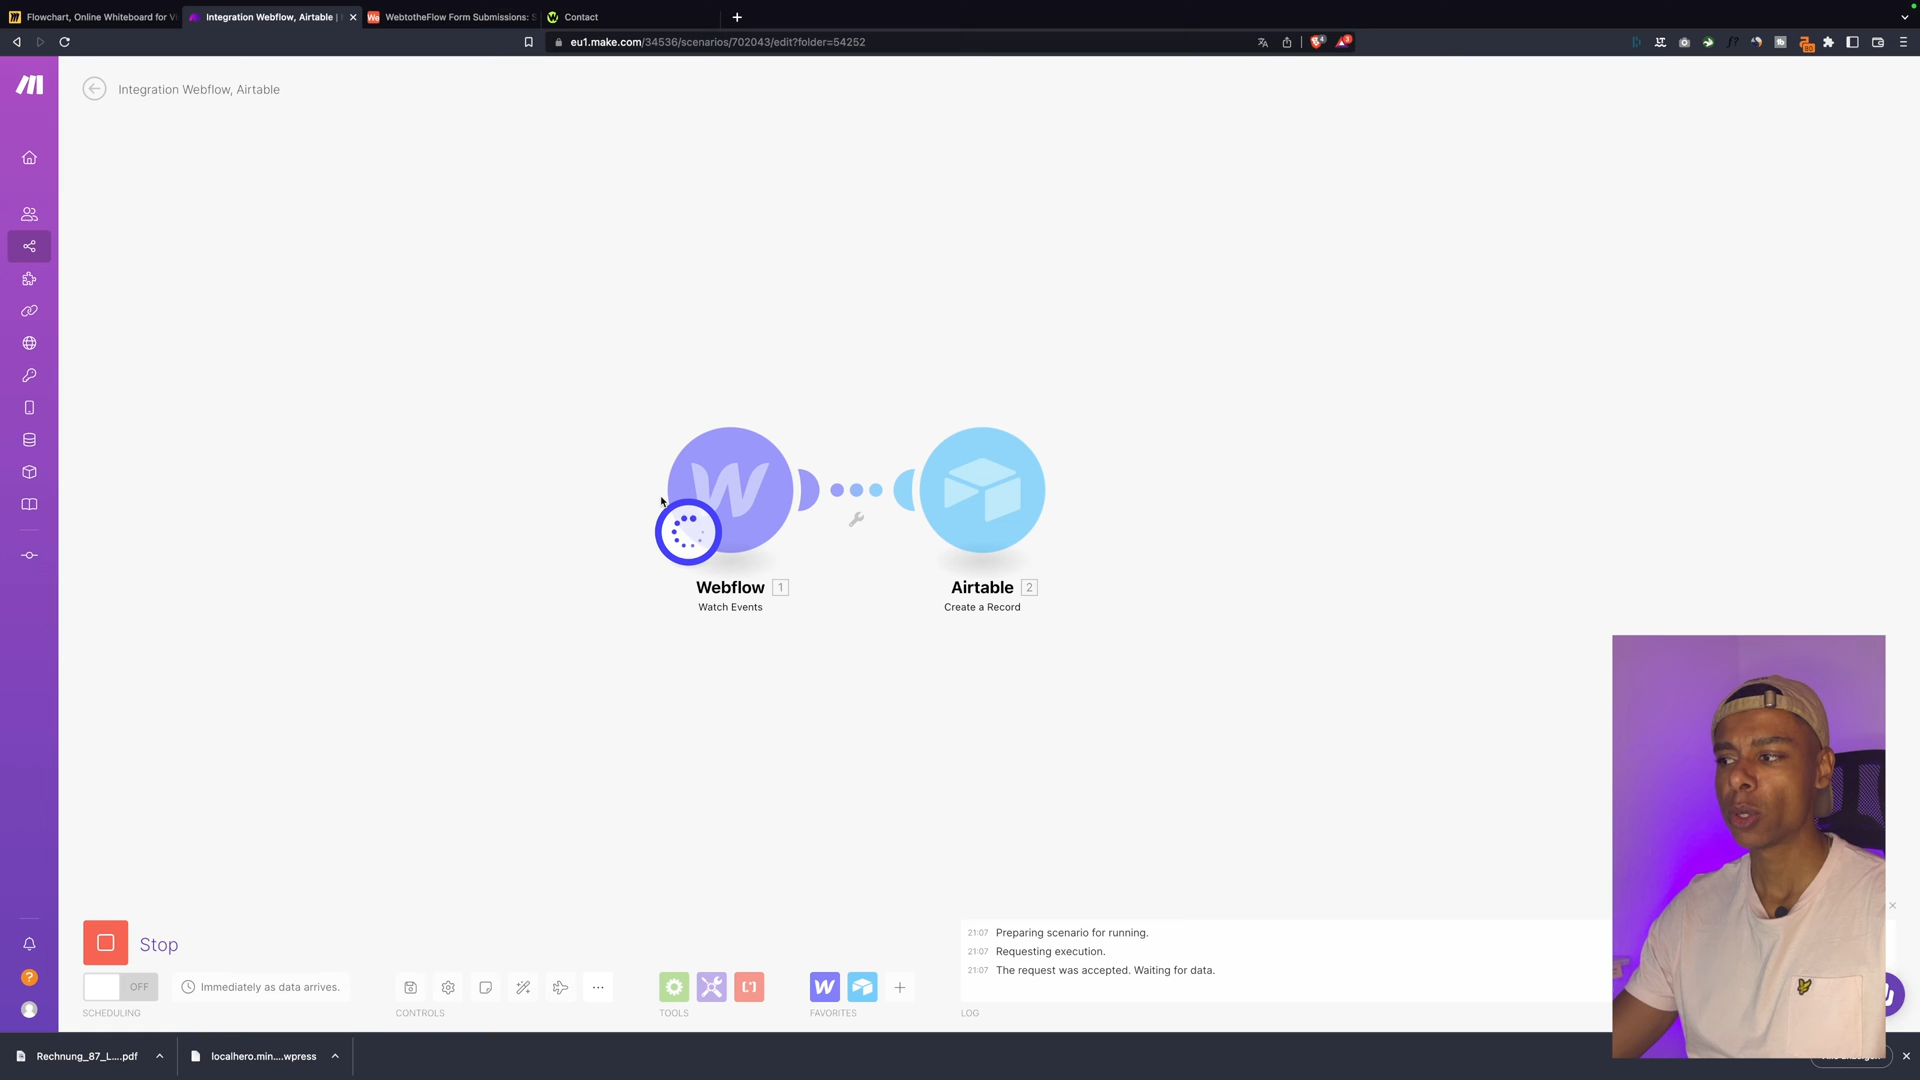 Flowchart, Online Whiteboard for Vi
Integration Webflow, Airtable |
WebtotheFlow Form Submissions: S
Contact
eu1.make.com/34536/scenarios/702043/edit?folder=54252
Integration Webflow, Airtable
Webflow 1
Watch Events
Airtable 2
Create a Record
Stop
OFF
Immediately as data arrives.
SCHEDULING
CONTROLS
TOOLS
FAVORITES
21:07 Preparing scenario for running.
21:07 Requesting execution.
21:07 The request was accepted. Waiting for data.
LOG
Rechnung_87_L....pdf
localhero.min....wpress